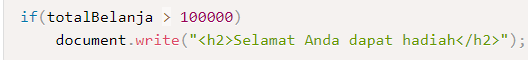 if(totalBelanja > 100000)
    document.write("<h2>Selamat Anda dapat hadiah</h2>");